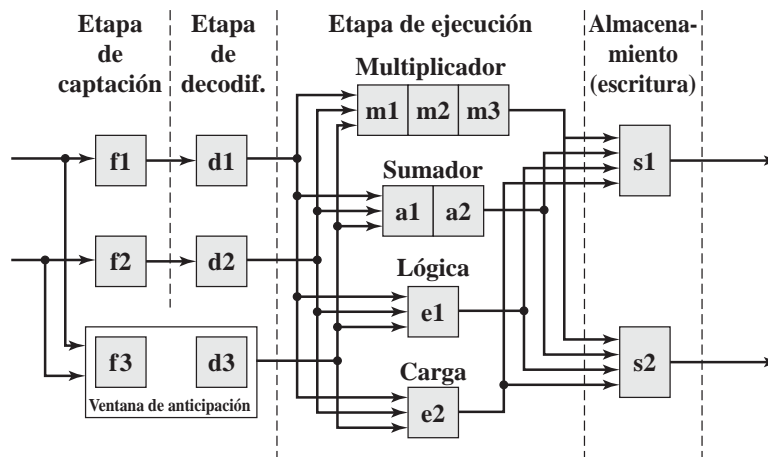 Etapa
de
captación
Etapa
de
decodif.
Etapa de ejecución
Almacena-
miento
(escritura)
Multiplicador
m1 m2 m3
f1
d1
s1
Sumador
a1 a2
f2
d2
Lógica
e1
f3
d3
s2
Ventana de anticipación
Carga
e2